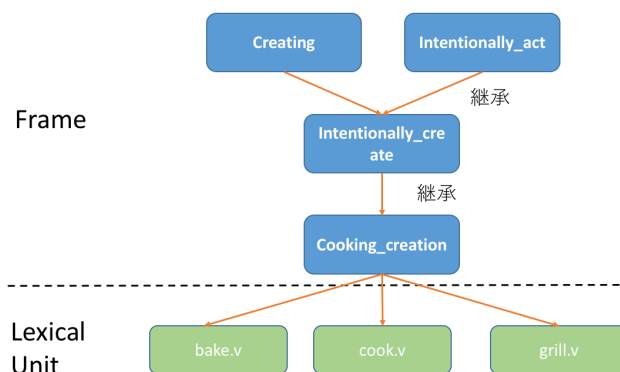 Creating
Intentionally_act
継承
Frame
Intentionally_cre
ate
継承
Cooking_creation
Lexical
Unit
bake.v
cook.v
grill.v